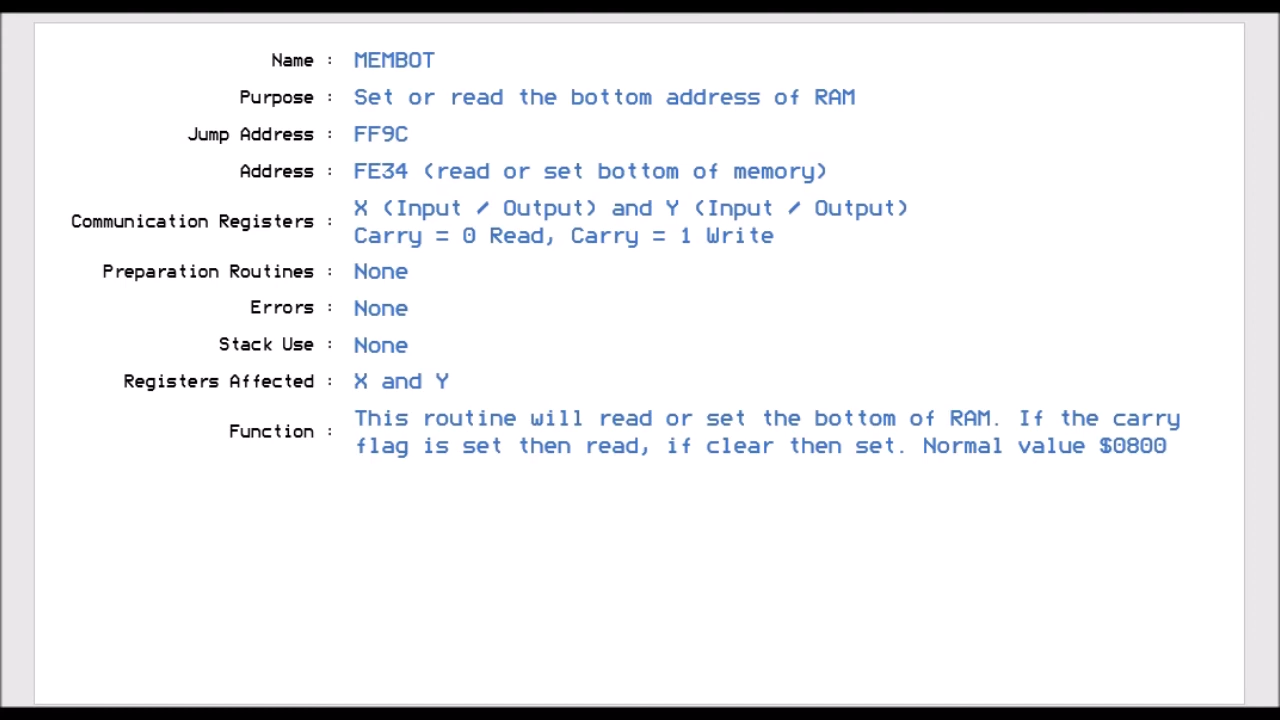 Name : MEMBOT
Purpose : Set or read the bottom address of RAM
Jump Address : FF9C
Address : FE34 (read or set bottom of memory)
Communication Registers : X (Input / Output) and Y (Input / Output)
Carry = 0 Read, Carry = 1 Write
Preparation Routines : None
Errors : None
Stack Use : None
Registers Affected : X and Y
Function : This routine will read or set the bottom of RAM. If the carry
flag is set then read, if clear then set. Normal value $0800